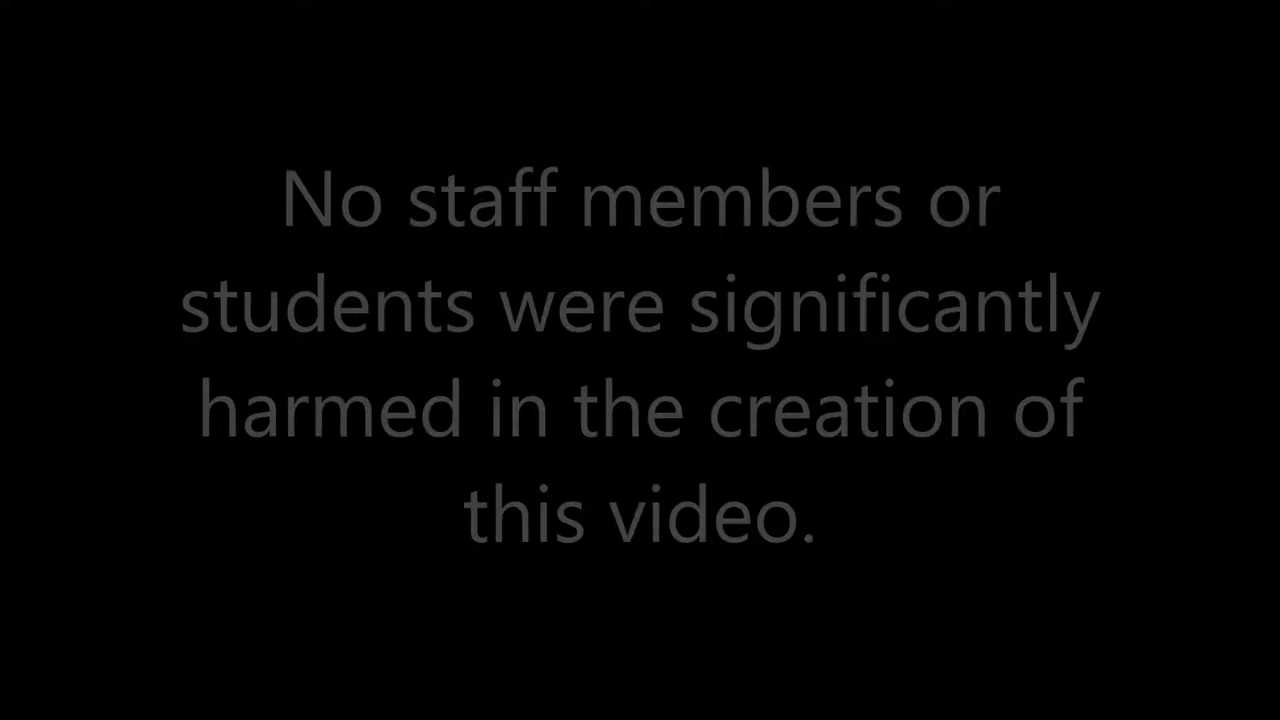 No staff members or
students were significantly
harmed in the creation of
this video.